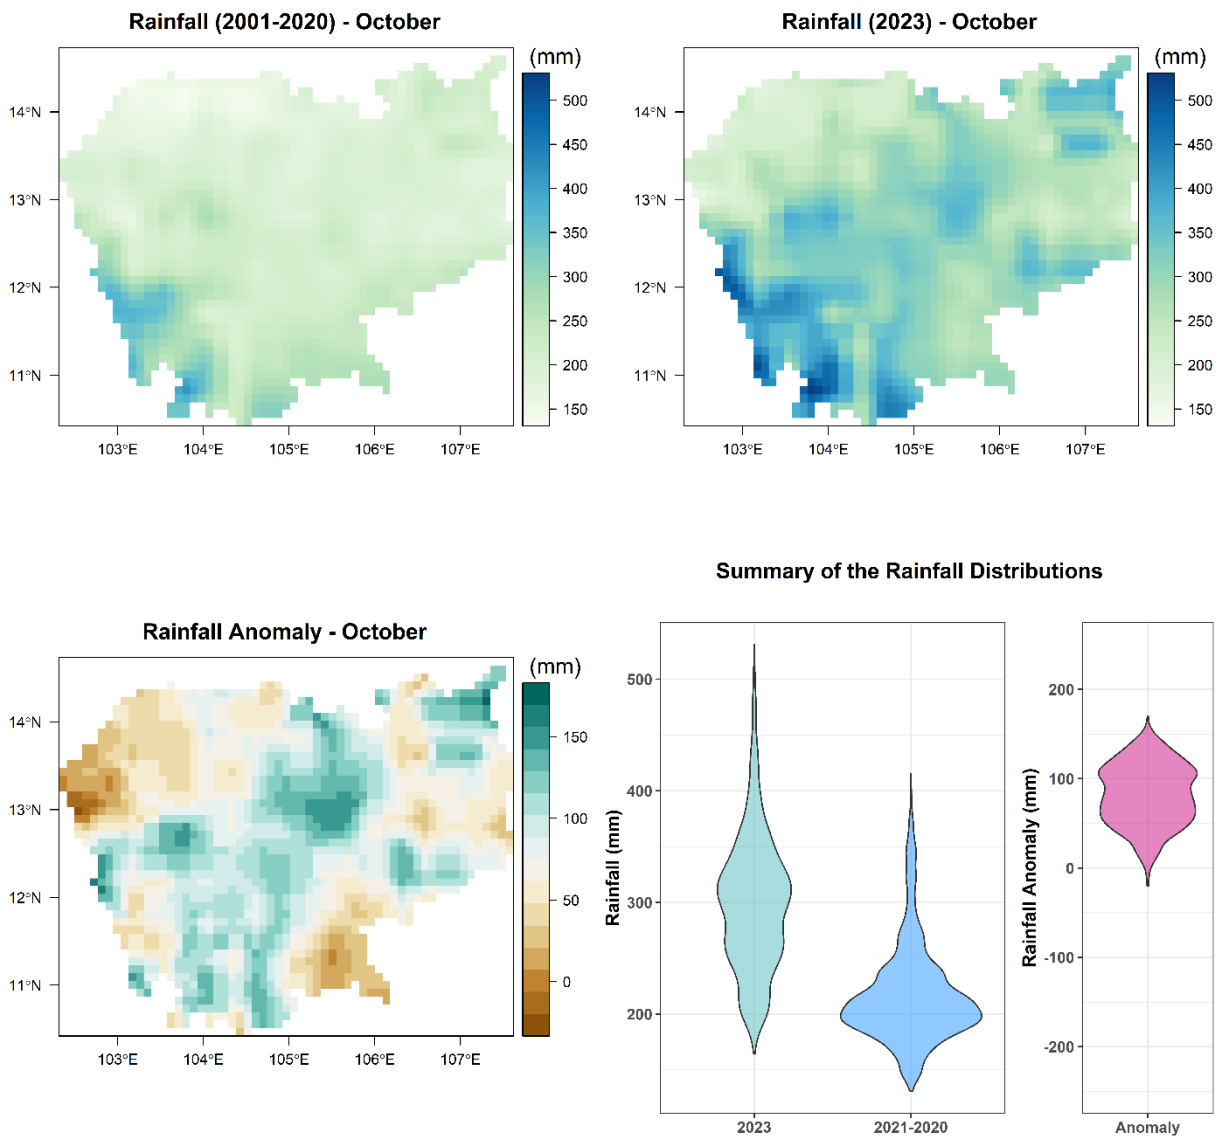 Rainfall (2001-2020) - October
(mm)
500
450
400
350
300
250
200
150
14°N
13°N
12°N
11°N
103°E 104°E 105°E 106°E 107°E
Rainfall (2023) - October
(mm)
500
450
400
350
300
250
200
150
14°N
13°N
12°N
11°N
103°E 104°E 105°E 106°E 107°E
Rainfall Anomaly - October
(mm)
150
100
50
0
14°N
13°N
12°N
11°N
103°E 104°E 105°E 106°E 107°E
Summary of the Rainfall Distributions
Rainfall (mm)
500
400
300
200
2023 2021-2020
Rainfall Anomaly (mm)
200
100
0
-100
-200
Anomaly